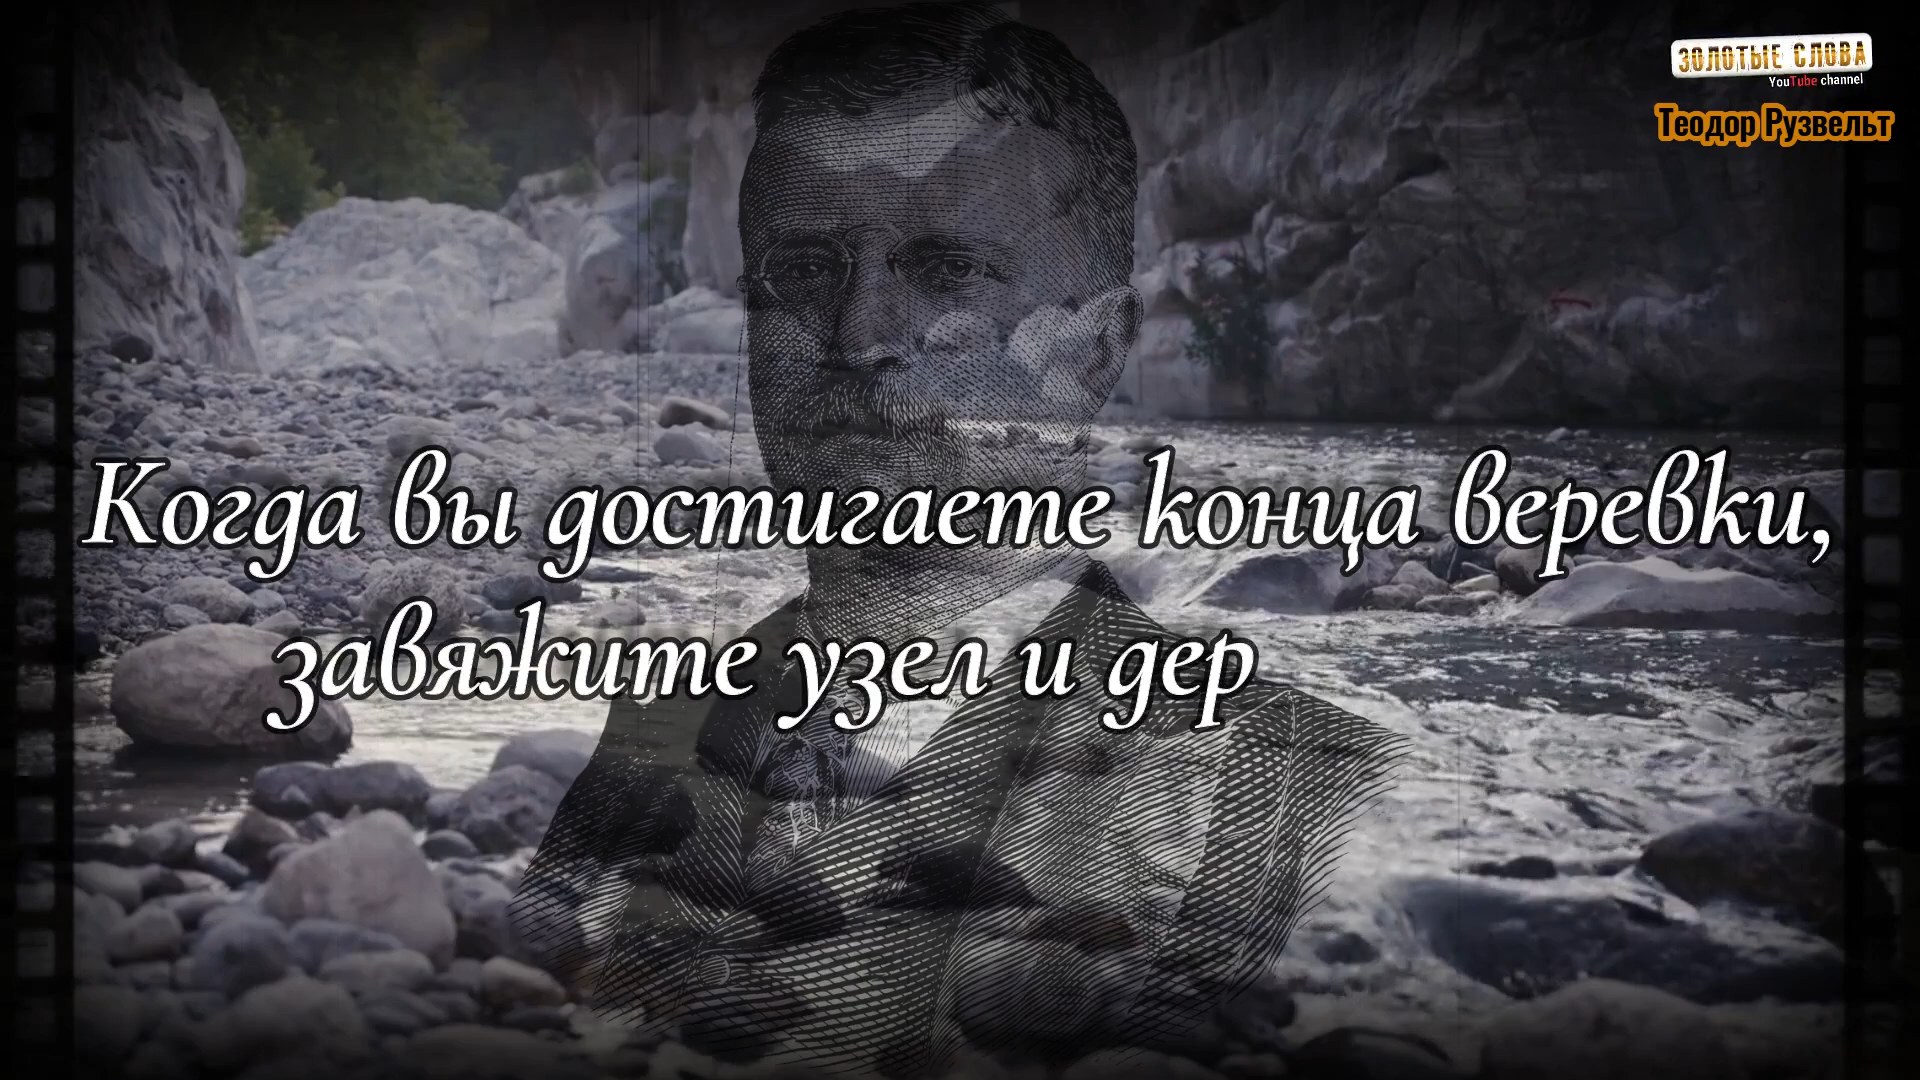 ЗОЛОТЫЕ СЛОВА
YouTube channel
Теодор Рузвельт
Когда вы достигаете конца веревки,
завяжите узел и дер